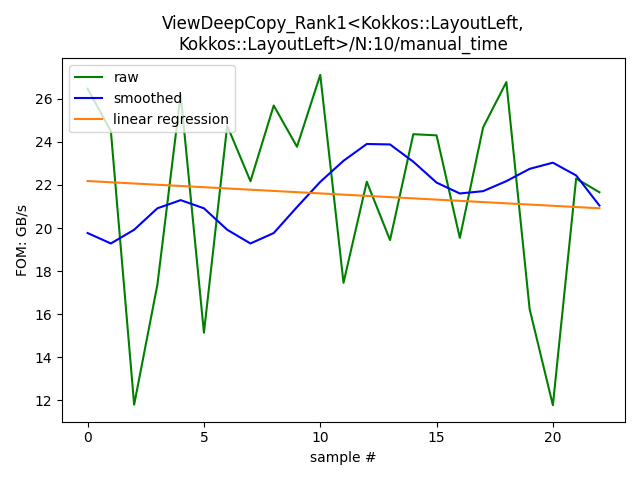 ViewDeepCopy_Rank1<Kokkos::LayoutLeft,
Kokkos::LayoutLeft>/N:10/manual_time
raw
smoothed
linear regression
FOM: GB/s
26
24
22
20
18
16
14
12
0
5
10
15
20
sample #